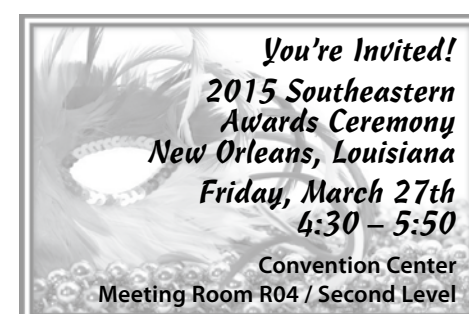 You're Invited!
2015 Southeastern
Awards Ceremony
New Orleans, Louisiana
Friday, March 27th
4:30 – 5:50
Convention Center
Meeting Room R04 / Second Level